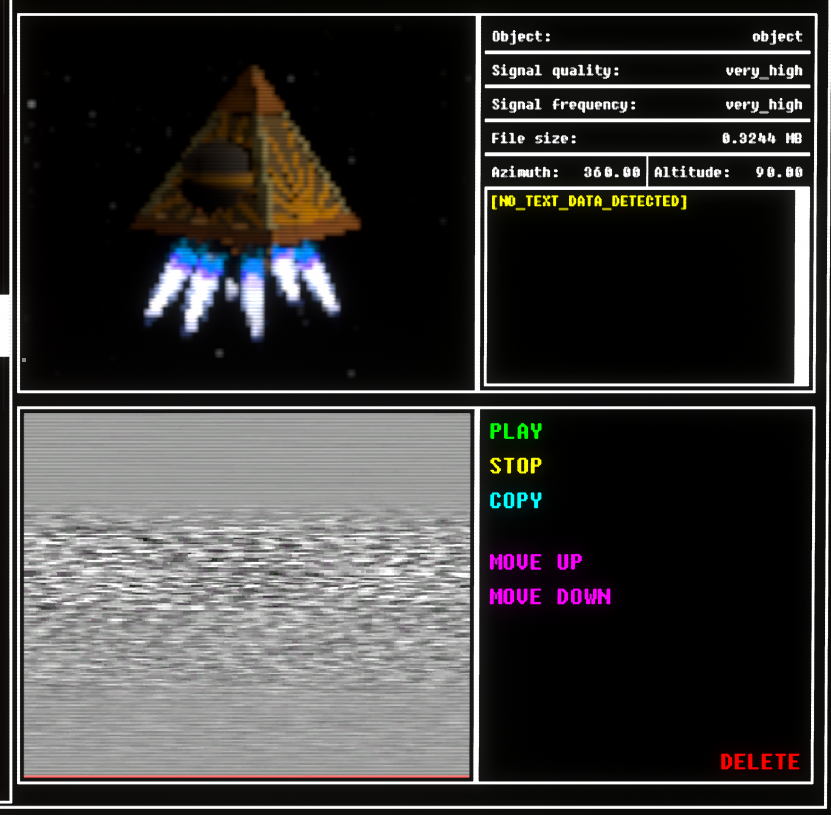 Object: object
Signal quality: very_high
Signal frequency: very_high
File size: 0.3244 MB
Azimuth: 360.00 Altitude: 90.00
[NO_TEXT_DATA_DETECTED]
PLAY
STOP
COPY
MOVE UP
MOVE DOWN
DELETE